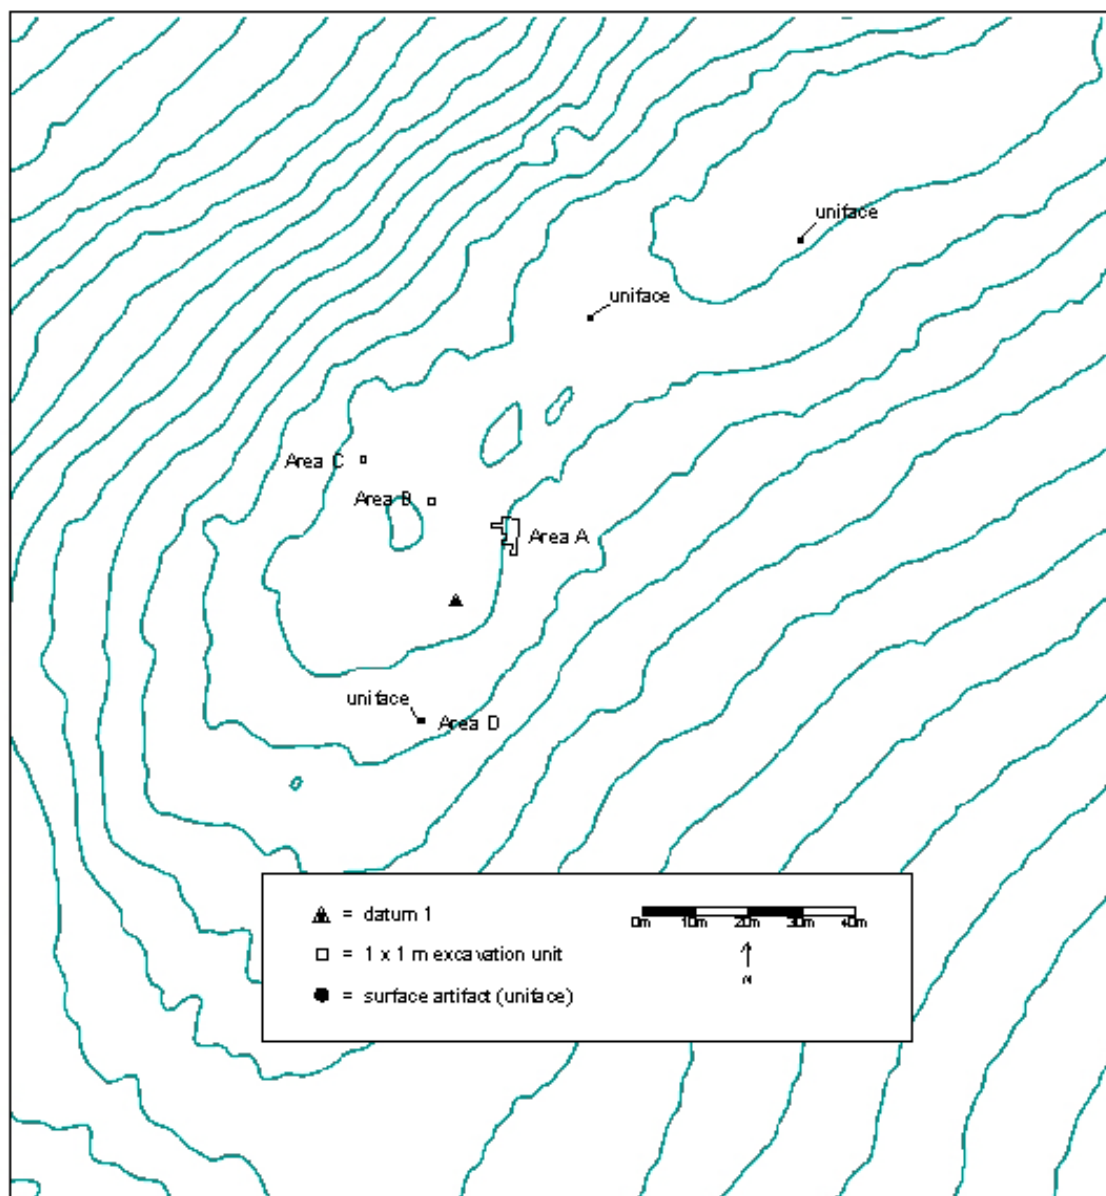 uniface
uniface
Area C
Area B
Area A
uniface
Area D
= datum 1
= 1 x 1 m excavation unit
= surface artifact (uniface)
0m 10m 20m 30m 40m
N